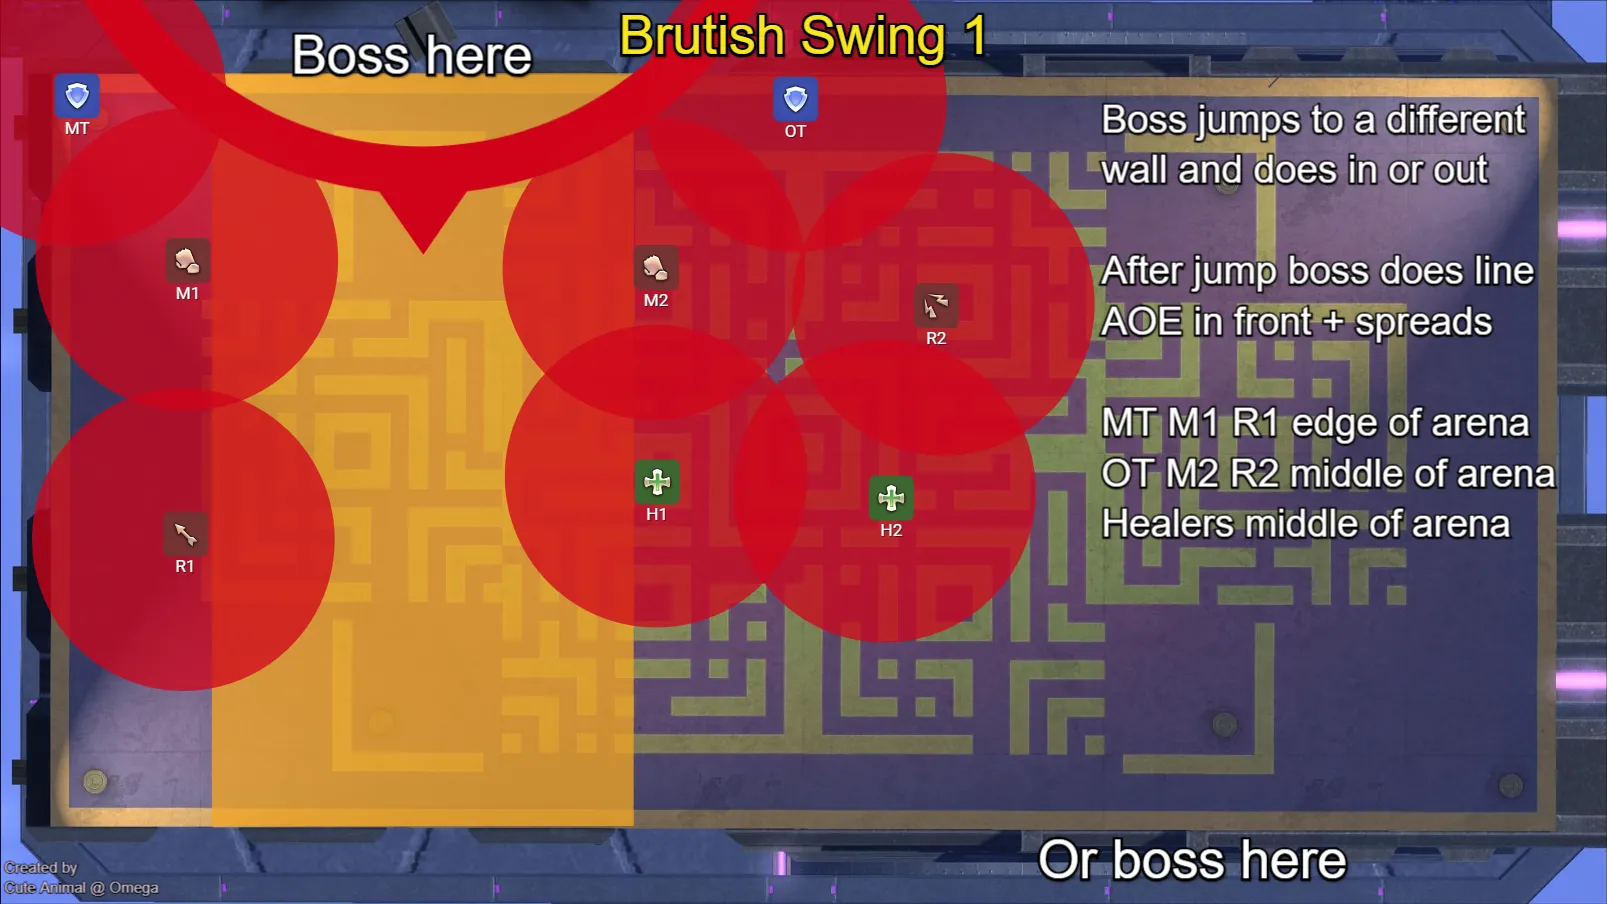 Brutish Swing 1
Boss here
MT
OT
Boss jumps to a different
wall and does in or out
M1
M2
R2
After jump boss does line
AOE in front + spreads
MT M1 R1 edge of arena
OT M2 R2 middle of arena
Healers middle of arena
H1
H2
R1
Or boss here
Created by
Cute Animal @ Omega